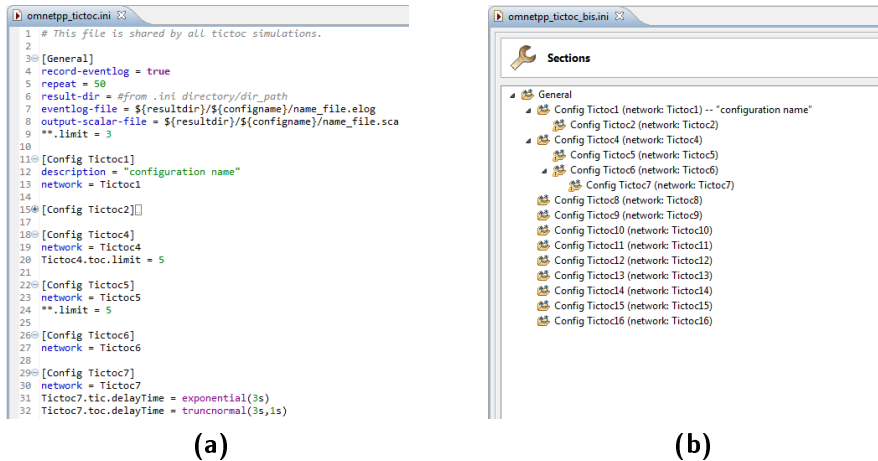 omnetpp_tictoc.ini
1 # This file is shared by all tictoc simulations.
2
3 [General]
4 record-eventlog = true
5 repeat = 50
6 result-dir = #from .ini directory/dir_path
7 eventlog-file = ${resultdir}/${configname}/name_file.elog
8 output-scalar-file = ${resultdir}/${configname}/name_file.sca
9 **.limit = 3
10
11 [Config Tictoc1]
12 description = "configuration name"
13 network = Tictoc1
14
15 [Config Tictoc2]
17
18 [Config Tictoc4]
19 network = Tictoc4
20 Tictoc4.toc.limit = 5
21
22 [Config Tictoc5]
23 network = Tictoc5
24 **.limit = 5
25
26 [Config Tictoc6]
27 network = Tictoc6
28
29 [Config Tictoc7]
30 network = Tictoc7
31 Tictoc7.tic.delayTime = exponential(3s)
32 Tictoc7.toc.delayTime = truncnormal(3s,1s)
(a)
omnetpp_tictoc_bis.ini
Sections
General
Config Tictoc1 (network: Tictoc1) -- "configuration name"
Config Tictoc2 (network: Tictoc2)
Config Tictoc4 (network: Tictoc4)
Config Tictoc5 (network: Tictoc5)
Config Tictoc6 (network: Tictoc6)
Config Tictoc7 (network: Tictoc7)
Config Tictoc8 (network: Tictoc8)
Config Tictoc9 (network: Tictoc9)
Config Tictoc10 (network: Tictoc10)
Config Tictoc11 (network: Tictoc11)
Config Tictoc12 (network: Tictoc12)
Config Tictoc13 (network: Tictoc13)
Config Tictoc14 (network: Tictoc14)
Config Tictoc15 (network: Tictoc15)
Config Tictoc16 (network: Tictoc16)
(b)